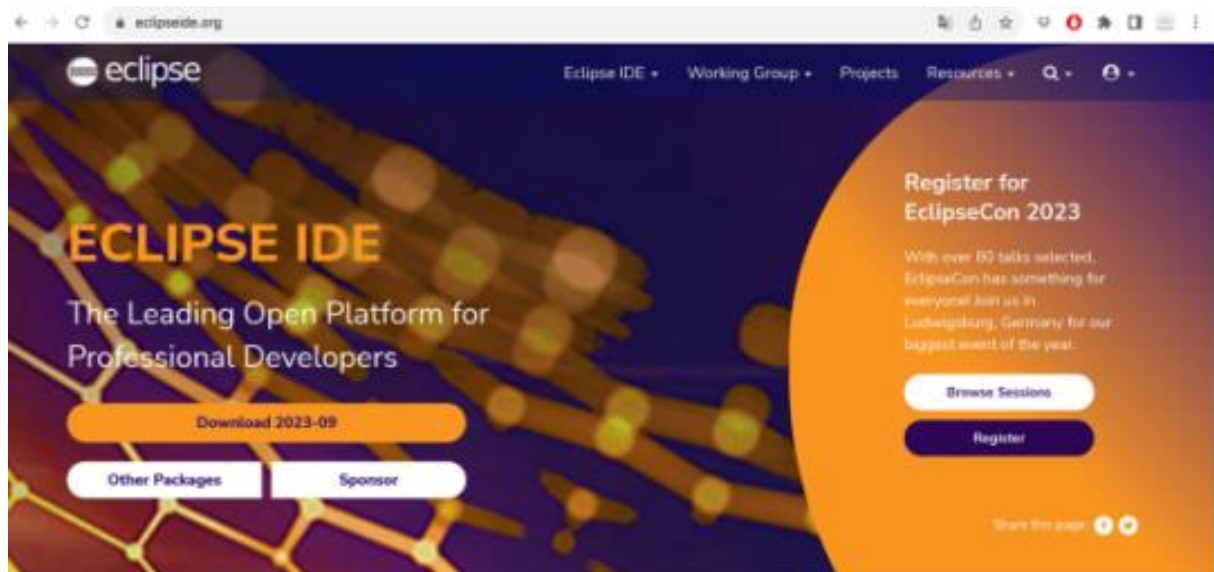 eclipseide.org
eclipse
Eclipse IDE
Working Group
Projects
Resources
ECLIPSE IDE
The Leading Open Platform for
Professional Developers
Download 2023-09
Other Packages
Sponsor
Register for
EclipseCon 2023
With over 80 talks selected,
EclipseCon has something for
everyone! Join us in
Ludwigsburg, Germany for our
biggest event of the year.
Browse Sessions
Register
Share this page: